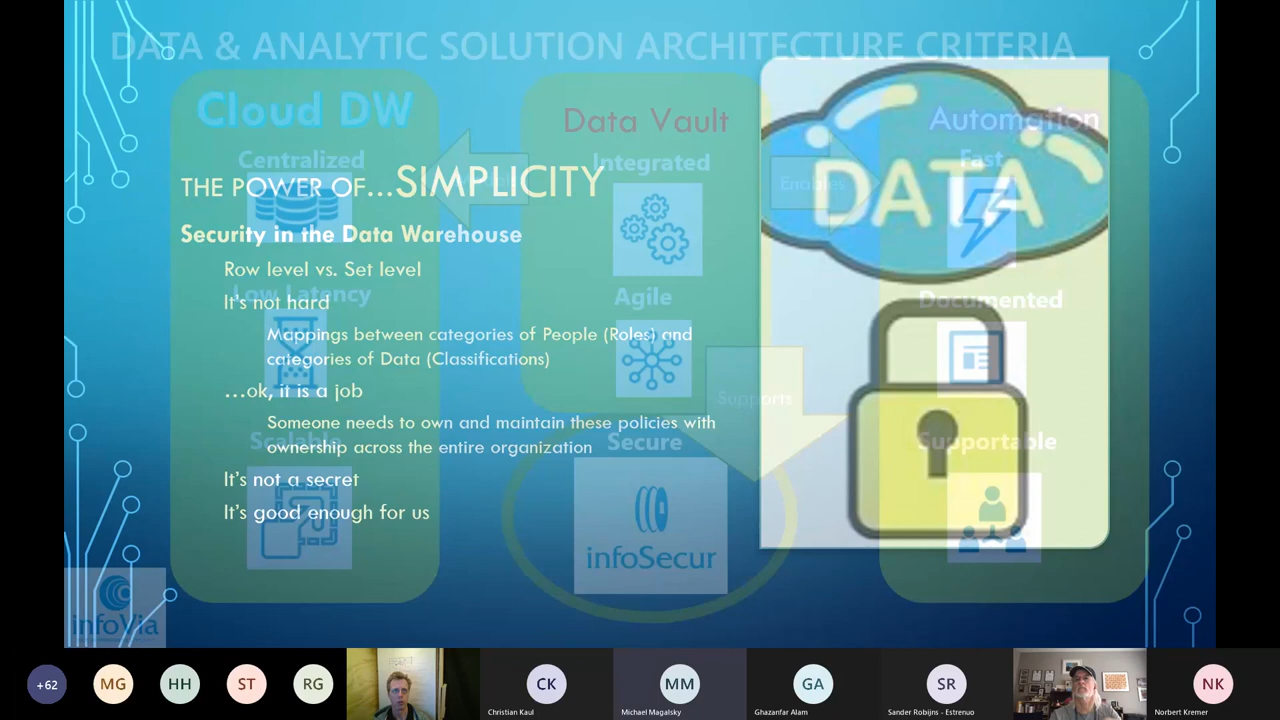 DATA & ANALYTIC SOLUTION ARCHITECTURE CRITERIA
Cloud DW
Centralized
Low Latency
Scalable
Data Vault
Integrated
Agile
Secure
infoSecur
Automation
Fast
Documented
Supportable
Enables
Supports
THE POWER OF...SIMPLICITY
Security in the Data Warehouse
Row level vs. Set level
It's not hard
Mappings between categories of People (Roles) and
categories of Data (Classifications)
...ok, it is a job
Someone needs to own and maintain these policies with
ownership across the entire organization
It's not a secret
It's good enough for us
DATA
infoVia
+62
MG
HH
ST
RG
CK
Christian Kaul
MM
Michael Magalsky
GA
Ghazanfar Alam
SR
Sander Robijns - Estrenuo
NK
Norbert Kremer